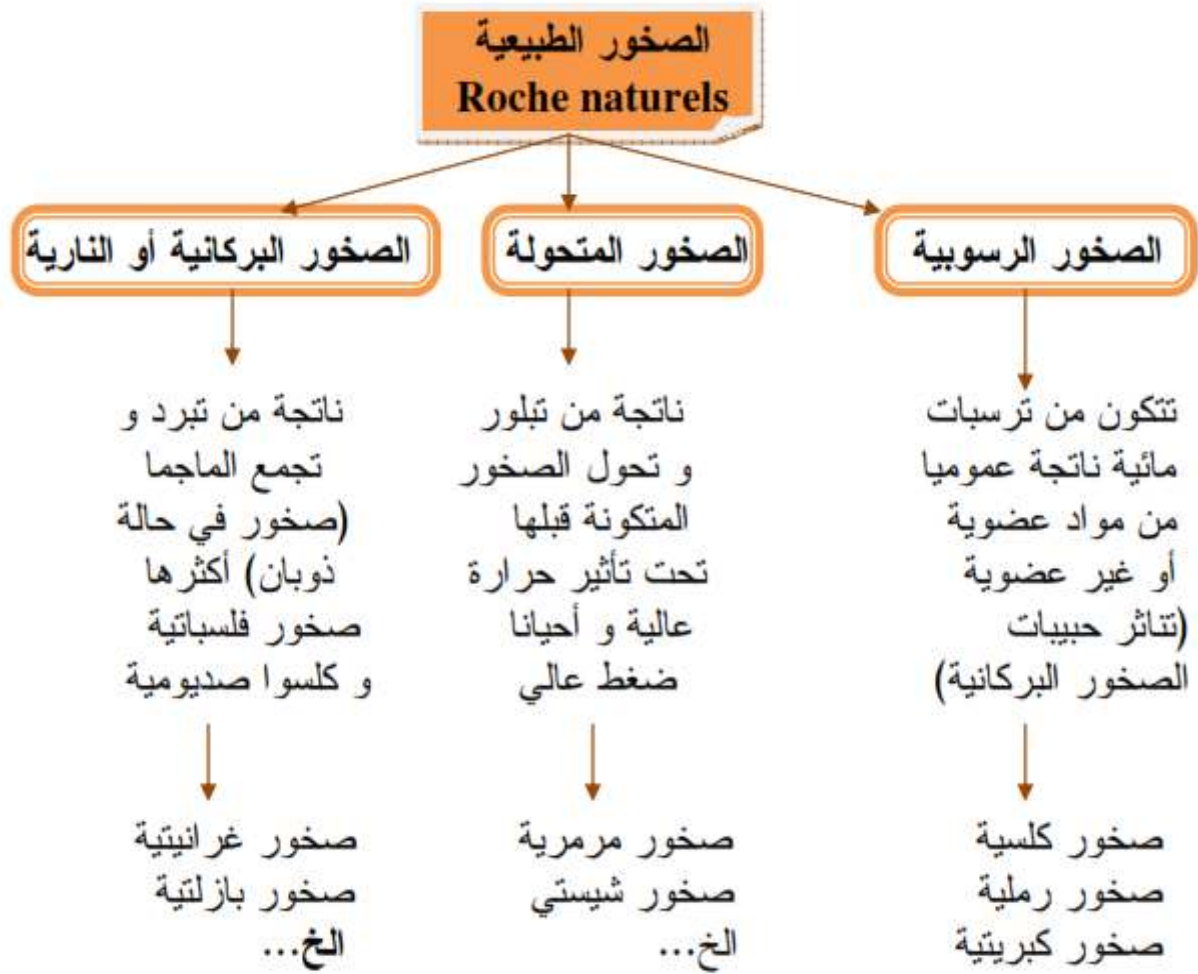 الصخور الطبيعية
Roche naturels
الصخور الرسوبية
الصخور المتحولة
الصخور البركانية أو النارية
تتكون من ترسبات
مائية ناتجة عموميا
من مواد عضوية
أو غير عضوية
(تتناثر حبيبات
الصخور البركانية)
ناتجة من تبلور
و تحول الصخور
المتكونة قبلها
تحت تأثير حرارة
عالية و أحيانا
ضغط عالي
ناتجة من تبرد و
تجمع الماجما
(صخور في حالة
ذوبان) أكثرها
صخور فلسباتية
و كلسوا صديومية
صخور كلسية
صخور رملية
صخور كبريتية
صخور مرمرية
صخور شيستي
الخ...
صخور غرانيتية
صخور بازلتية
الخ...